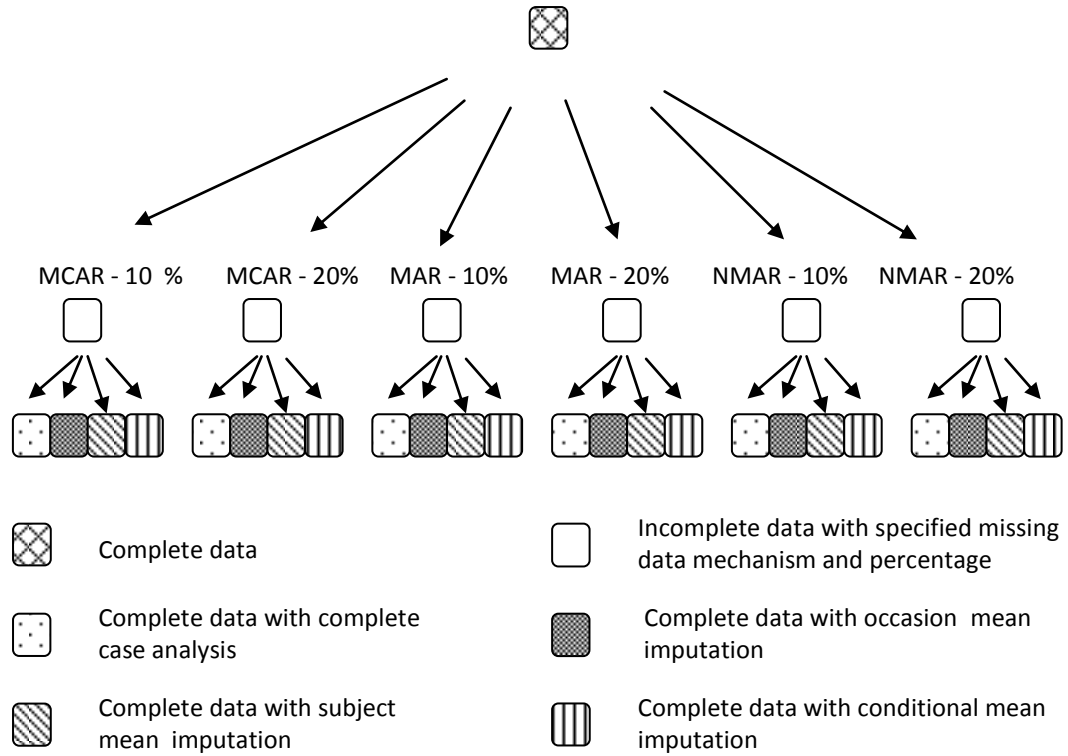 MCAR - 10 % MCAR - 20% MAR - 10% MAR - 20% NMAR - 10% NMAR - 20%
Complete data
Incomplete data with specified missing
data mechanism and percentage
Complete data with complete
case analysis
Complete data with occasion mean
imputation
Complete data with subject
mean imputation
Complete data with conditional mean
imputation